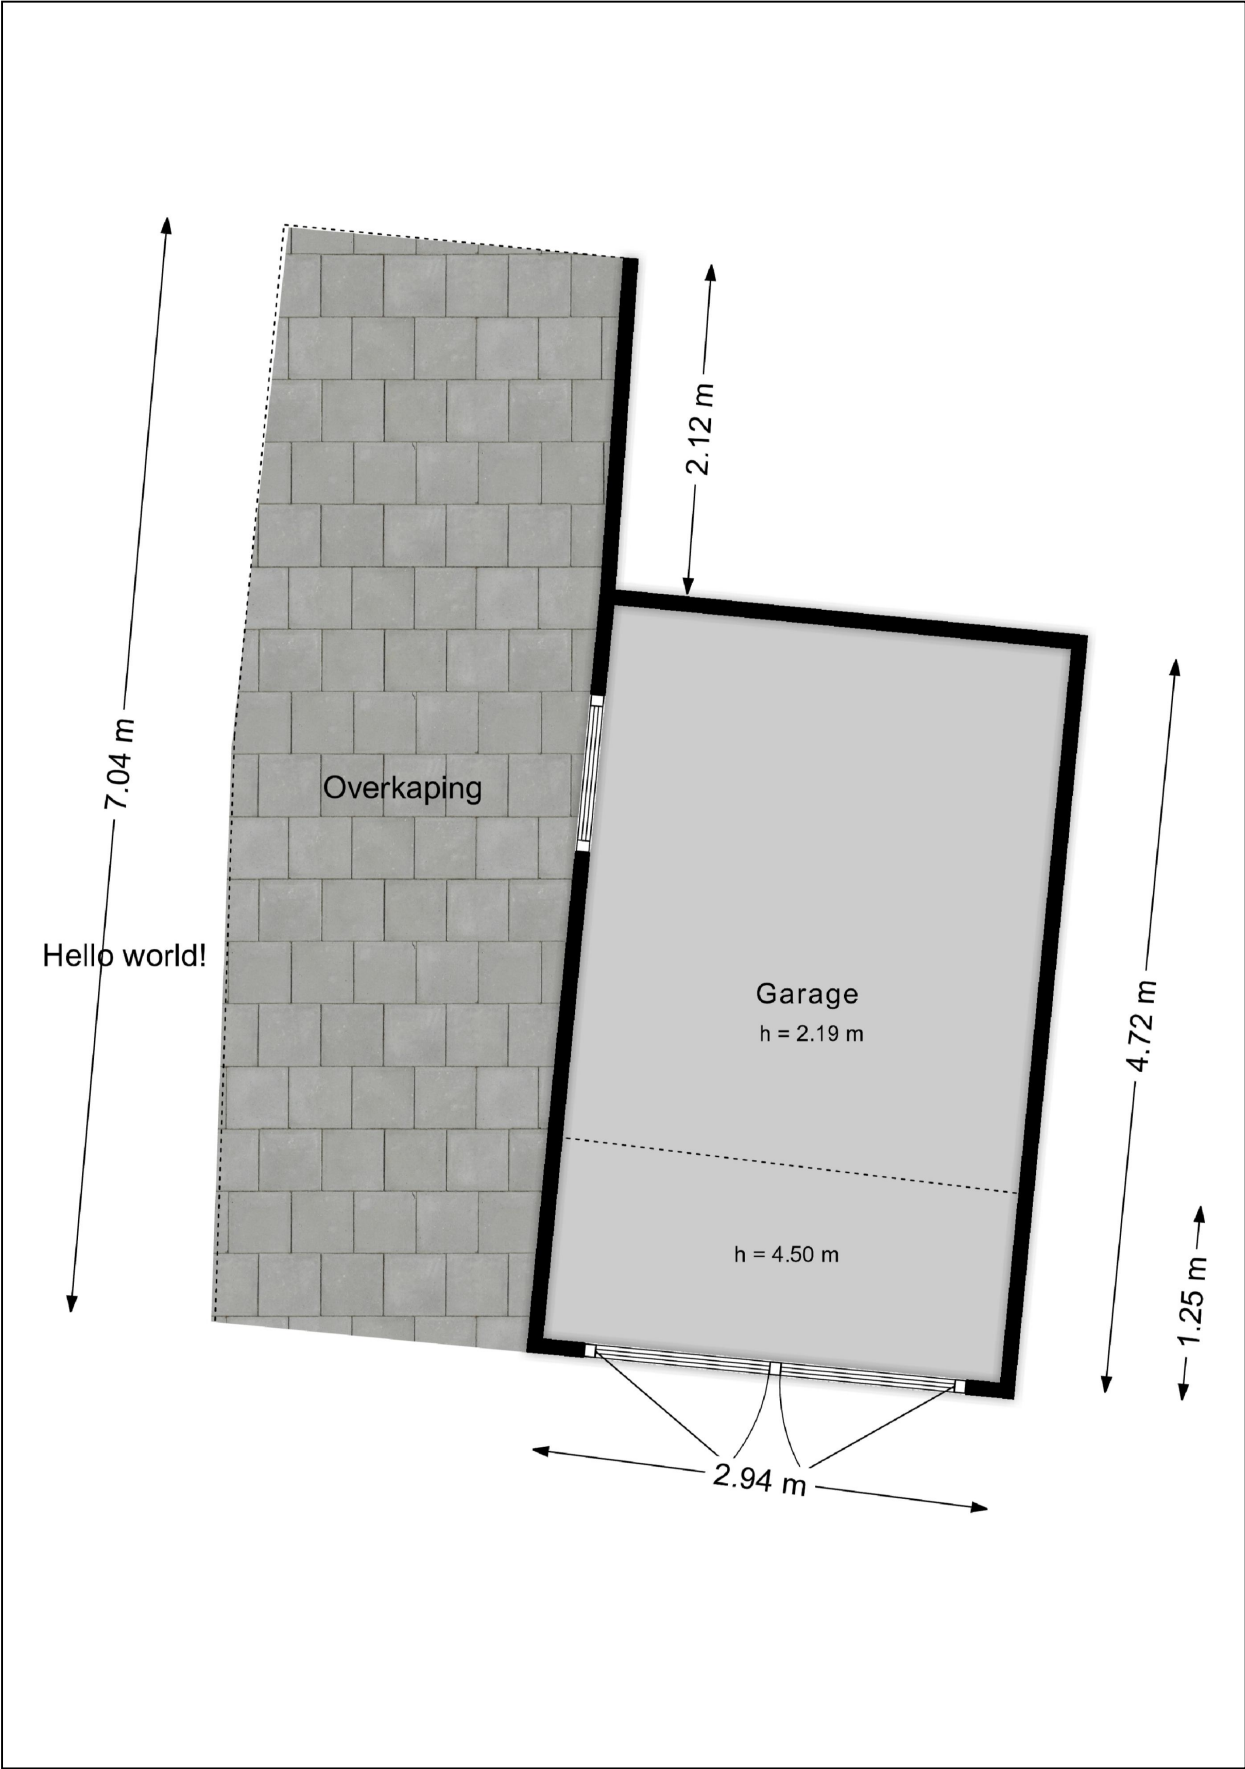 2.12 m
7.04 m
Overkaping
Hello world!
Garage
h = 2.19 m
4.72 m
h = 4.50 m
1.25 m
2.94 m